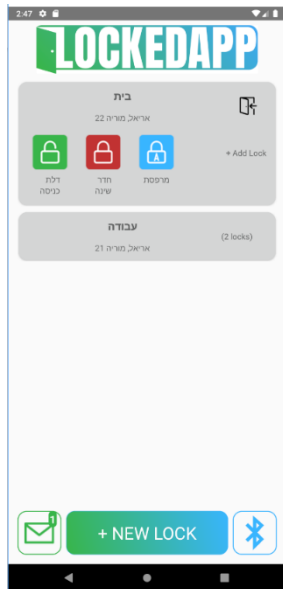 2:47
LOCKEDAPP
בית
אריאל, מוריה 22
+ Add Lock
דלת
כניסה
חדר
שינה
מרפסת
A
עבודה
אריאל, מוריה 21
(2 locks)
1
+ NEW LOCK